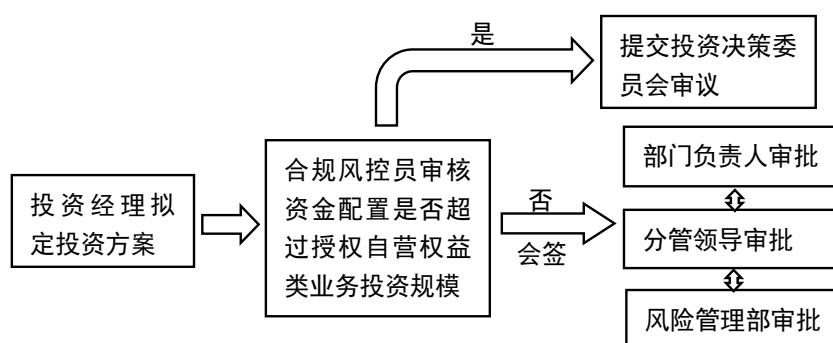 投资经理拟
定投资方案
合规风控员审核
资金配置是否超
过授权自营权益
类业务投资规模
是
提交投资决策委
员会审议
否
会签
部门负责人审批
分管领导审批
风险管理部审批